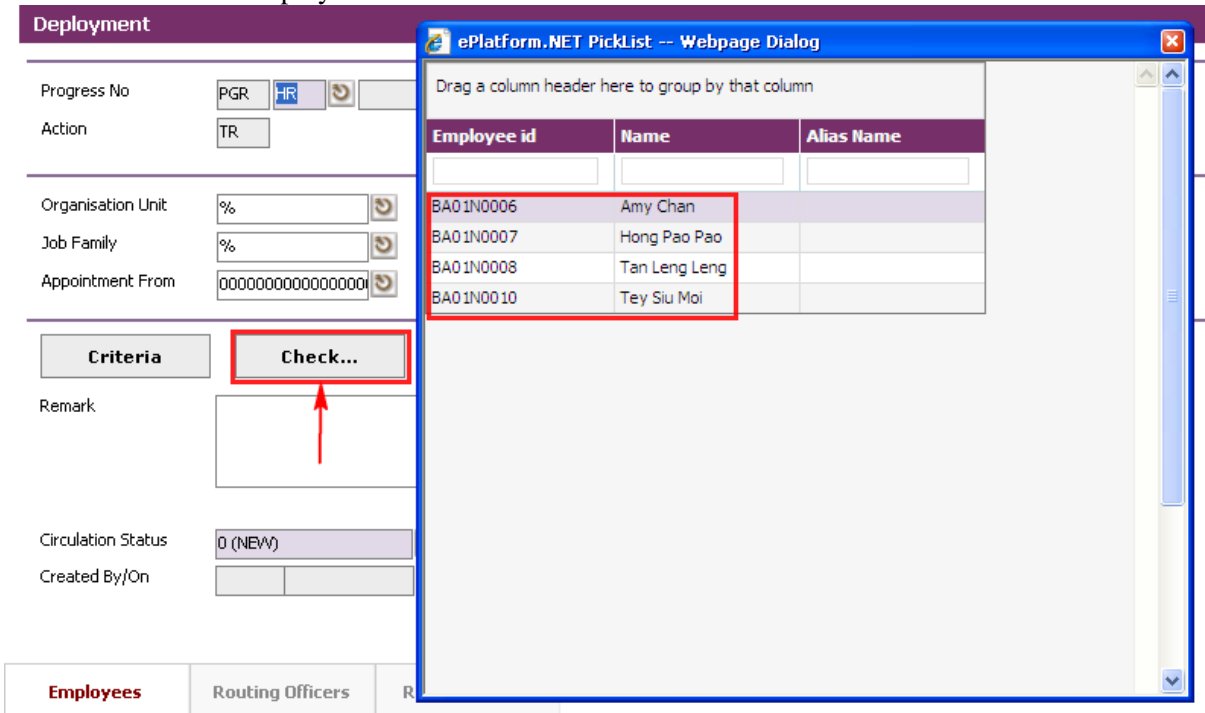 Deployment
Progress No PGR HR
Action TR
Organisation Unit %
Job Family %
Appointment From 0000000000000000
Criteria Check...
Remark
Circulation Status 0 (NEW)
Created By/On
Employees Routing Officers R
ePlatform.NET PickList -- Webpage Dialog
Drag a column header here to group by that column
Employee id Name Alias Name
BA01N0006 Amy Chan
BA01N0007 Hong Pao Pao
BA01N0008 Tan Leng Leng
BA01N0010 Tey Siu Moi